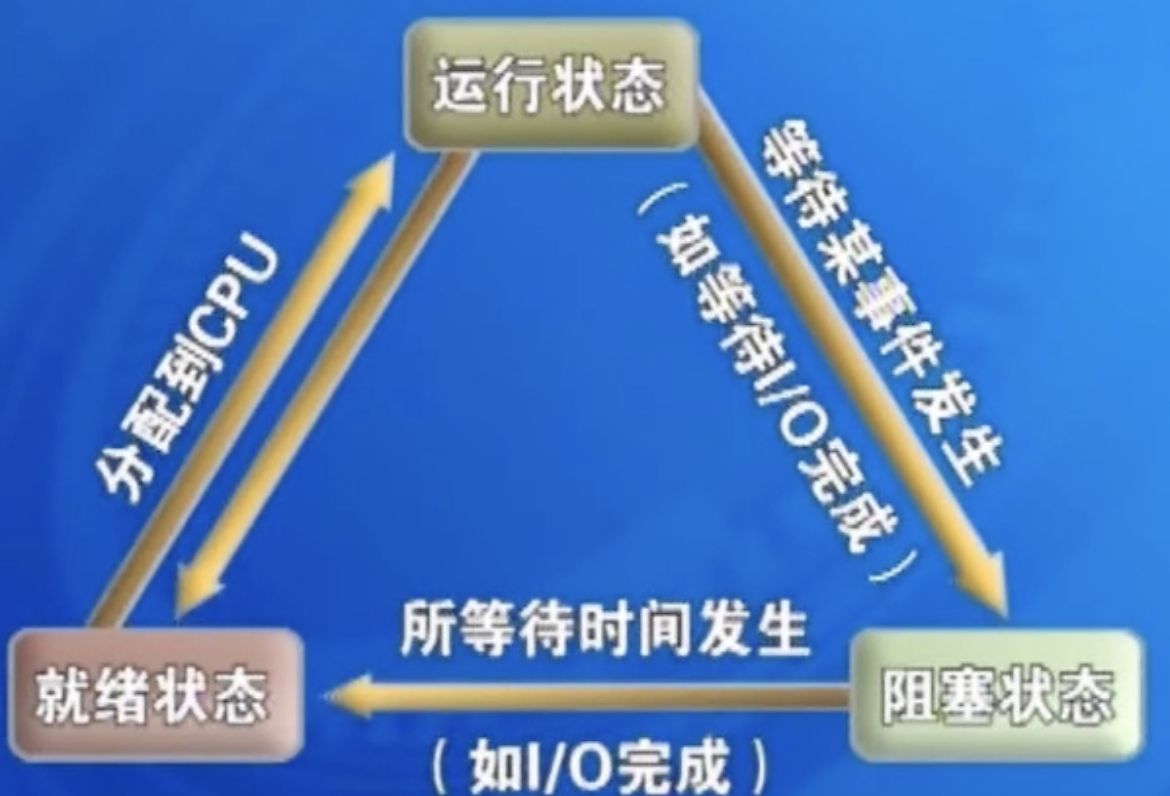 运行状态
等待某事件发生
（如等待I/O完成）
分配到CPU
所等待时间发生
就绪状态
阻塞状态
（如I/O完成）